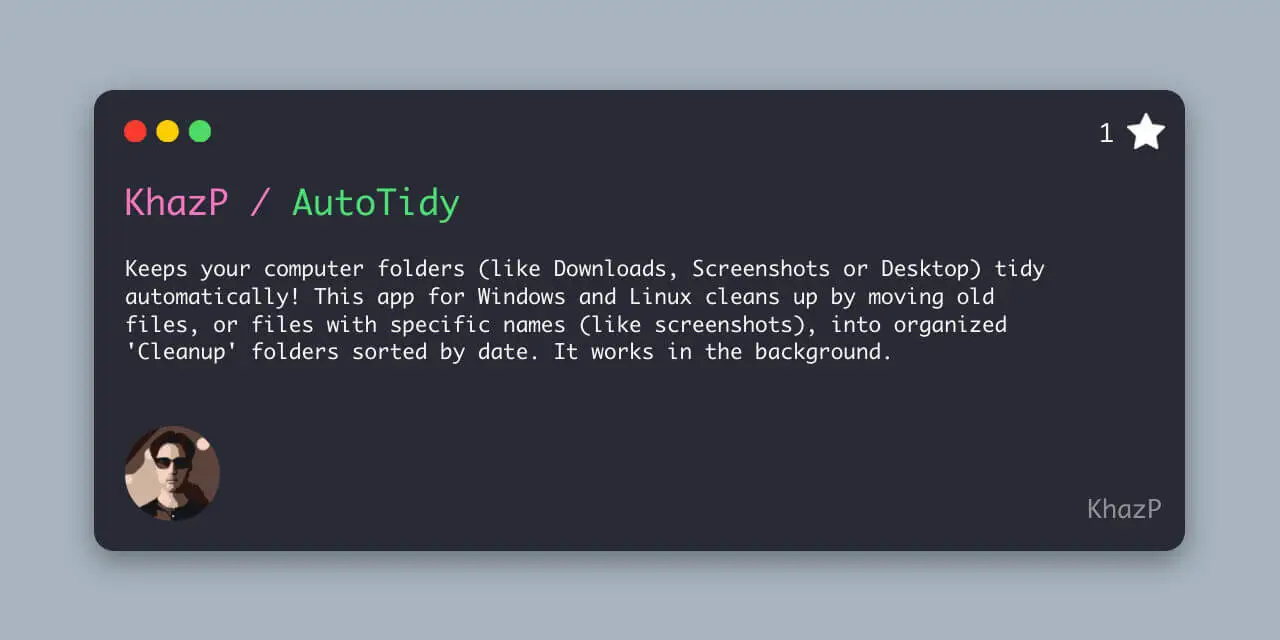 1
KhazP / AutoTidy
Keeps your computer folders (like Downloads, Screenshots or Desktop) tidy
automatically! This app for Windows and Linux cleans up by moving old
files, or files with specific names (like screenshots), into organized
'Cleanup' folders sorted by date. It works in the background.
KhazP